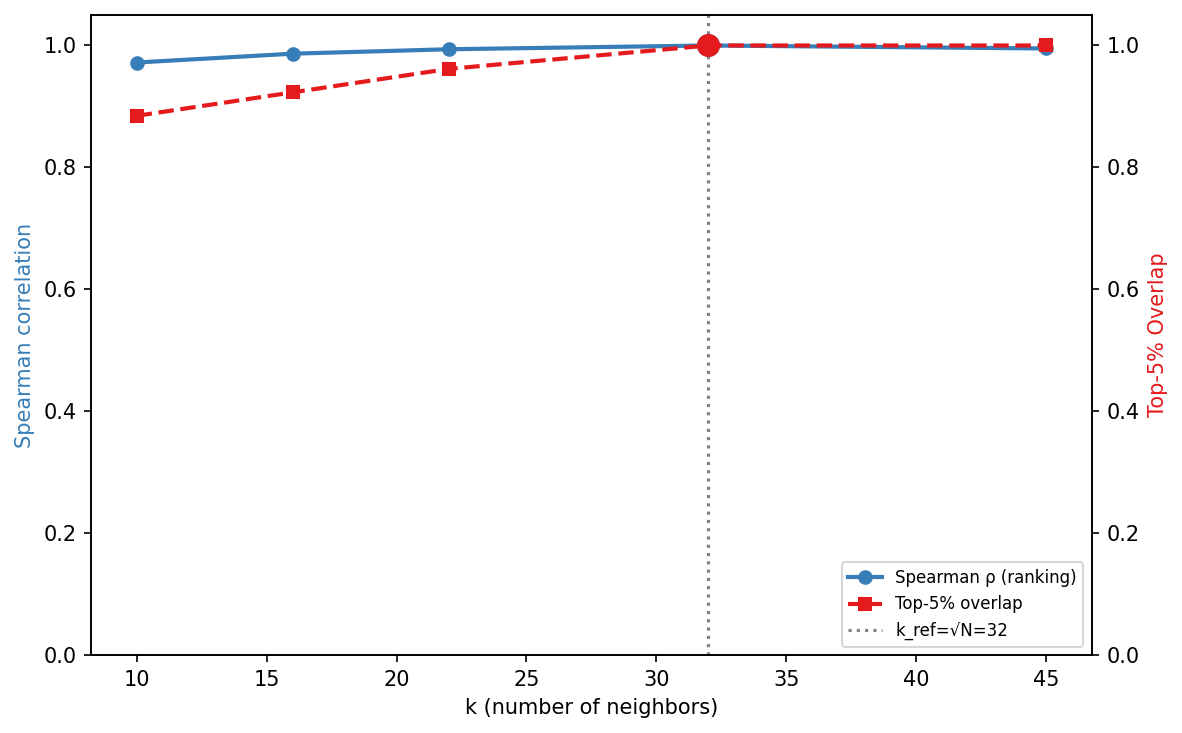 1.0
0.8
0.6
0.4
0.2
0.0
Spearman correlation
1.0
0.8
0.6
0.4
0.2
0.0
Top-5% Overlap
Spearman ρ (ranking)
Top-5% overlap
k_ref=√N=32
10 15 20 25 30 35 40 45
k (number of neighbors)